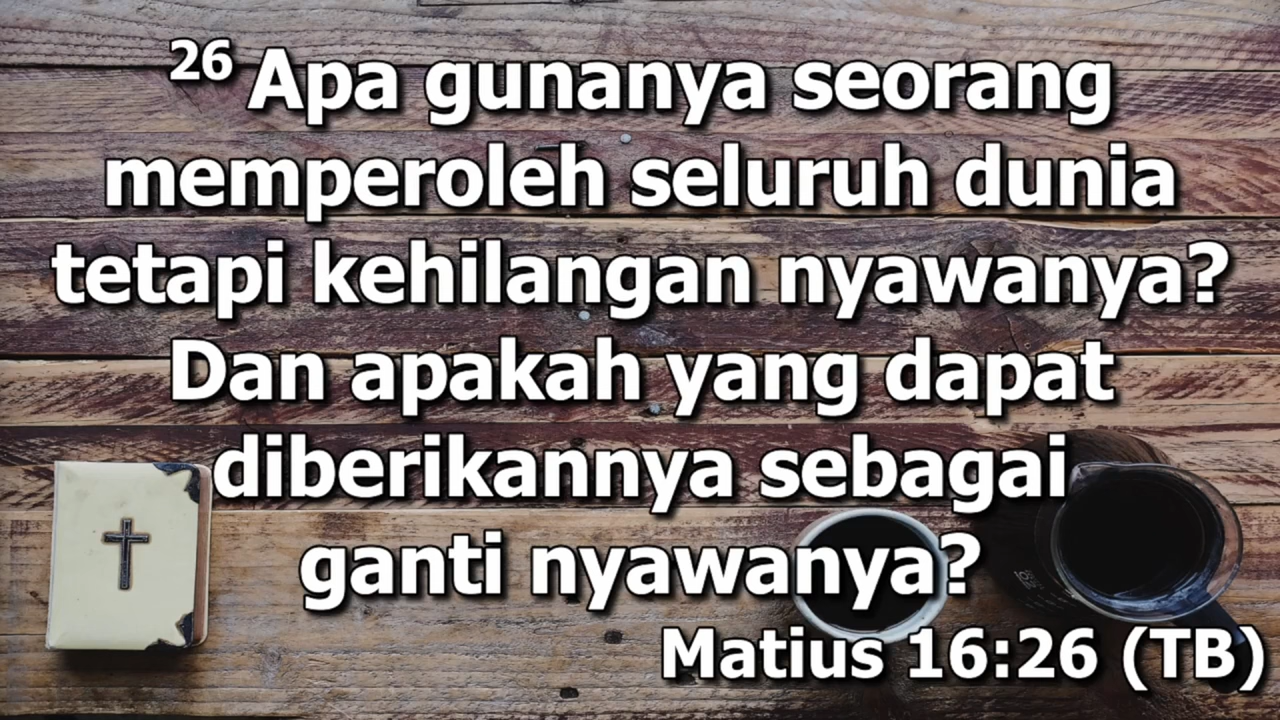 26 Apa gunanya seorang
memperoleh seluruh dunia
tetapi kehilangan nyawanya?
Dan apakah yang dapat
diberikannya sebagai
ganti nyawanya?
Matius 16:26 (TB)